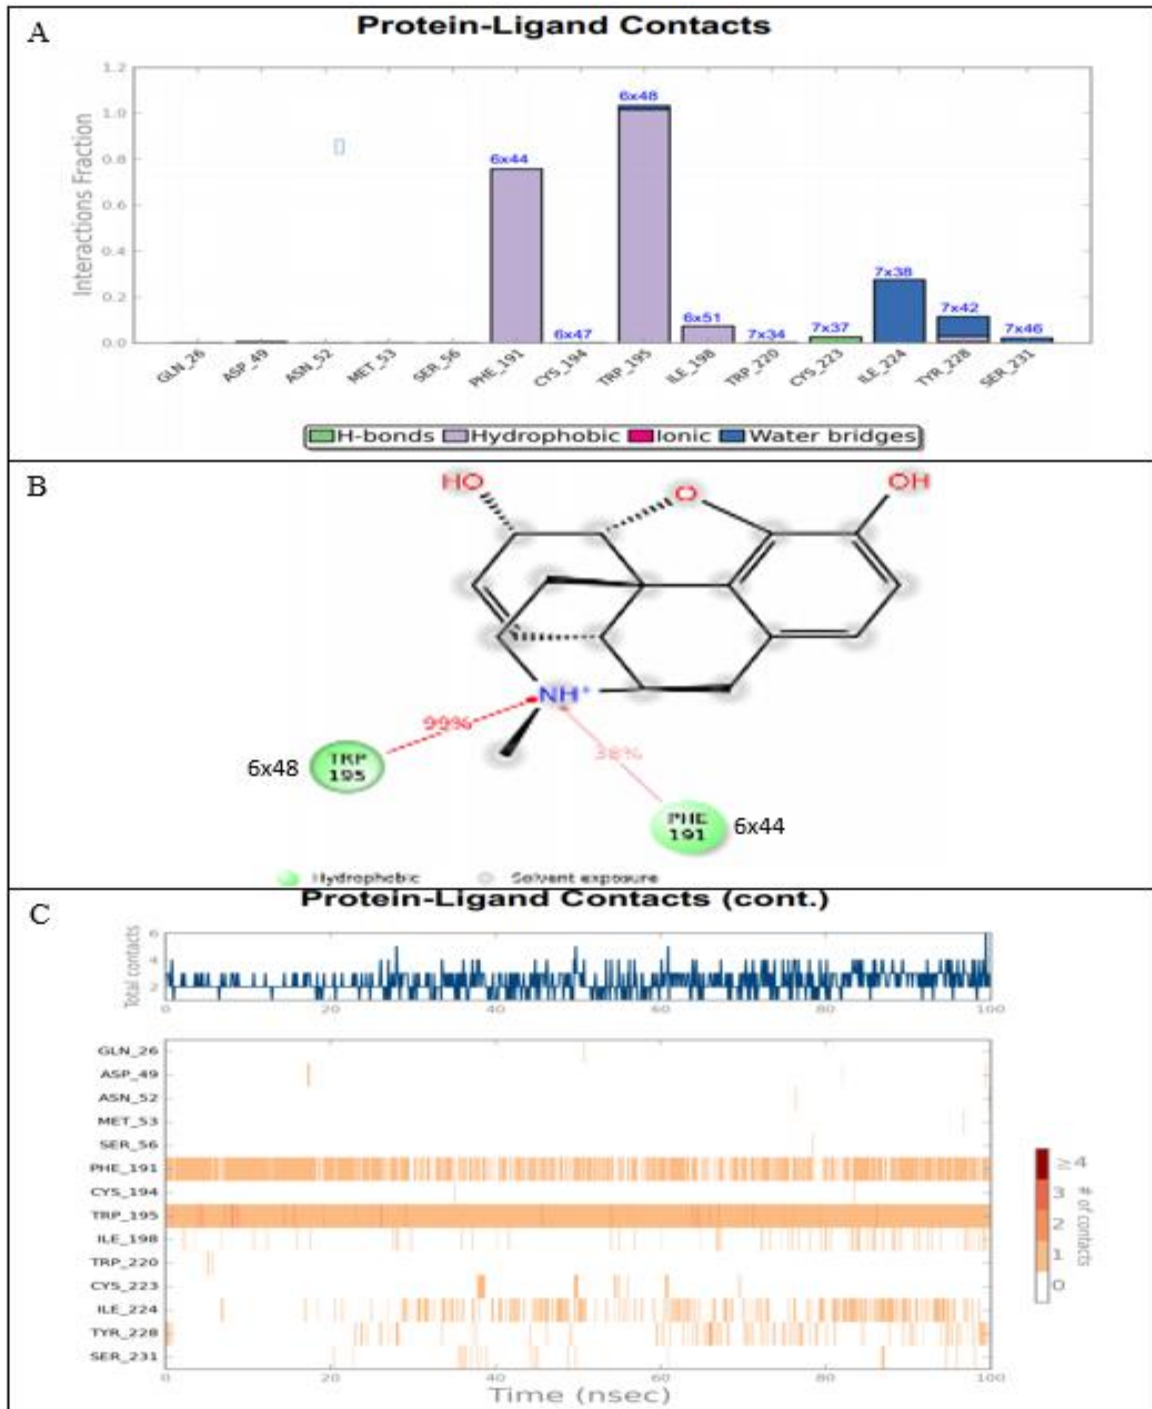 A
Protein-Ligand Contacts
Interactions Fraction
1.2
1.0
0.8
0.6
0.4
0.2
0.0
6x44
6x47
6x48
6x51
7x34
7x37
7x38
7x42
7x46
GLN_26 ASP_49 ASN_52 MET_53 SER_56 PHE_191 CYS_194 TRP_195 ILE_198 TRP_220 CYS_223 ILE_224 TYR_228 SER_231
H-bonds Hydrophobic Ionic Water bridges
B
HO O OH
NH+
99%
6x48 TRP 195
PHE 191 6x44
Hydrophobic Solvent exposure
C
Protein-Ligand Contacts (cont.)
Total contacts
6
4
2
0 20 40 60 80 100
GLN_26
ASP_49
ASN_52
MET_53
SER_56
PHE_191
CYS_194
TRP_195
ILE_198
TRP_220
CYS_223
ILE_224
TYR_228
SER_231
0 20 40 60 80 100
Time (nsec)
≥ 4
3
2
1
0
# of contacts